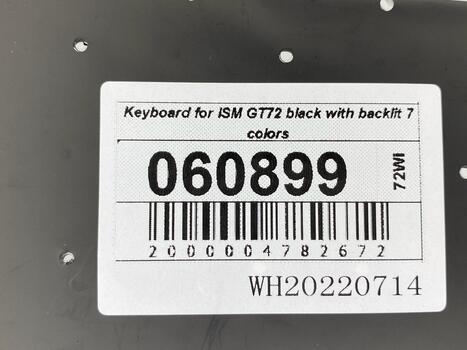 Keyboard for ISM GT72 black with backlit 7
colors
060899
72WI
2000004782672
WH20220714